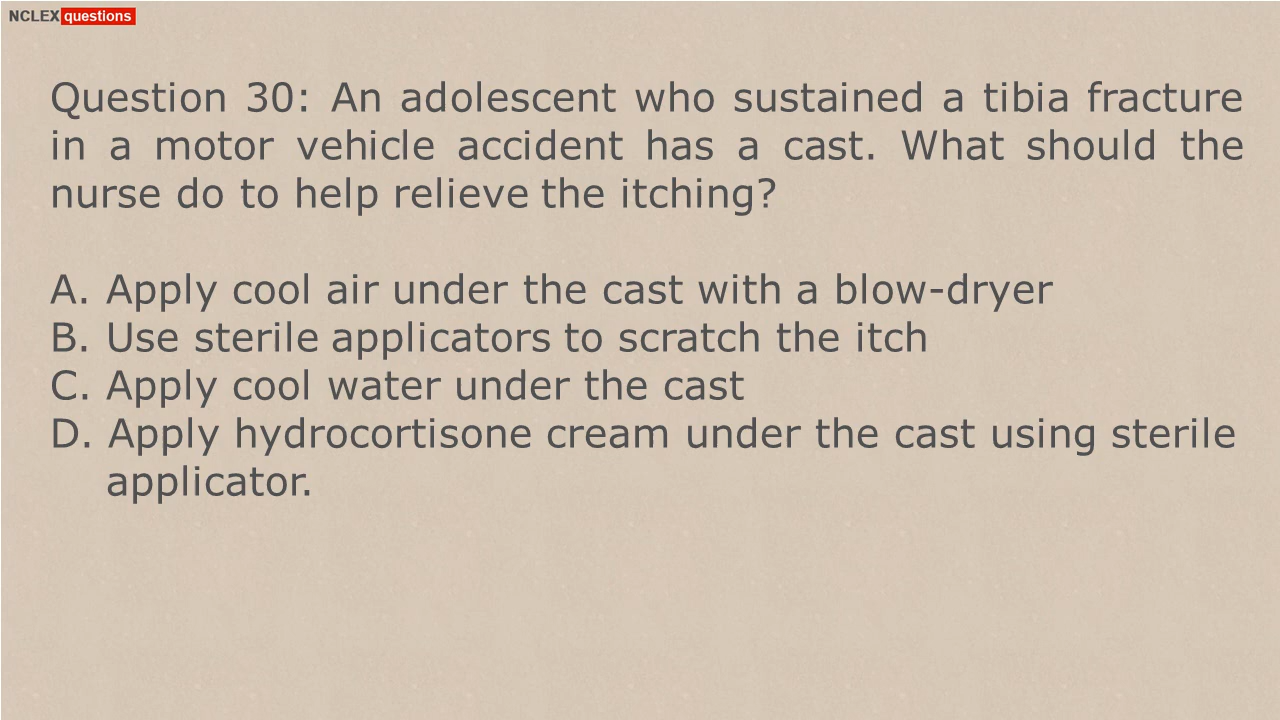 NCLEX questions
Question 30: An adolescent who sustained a tibia fracture
in a motor vehicle accident has a cast. What should the
nurse do to help relieve the itching?
A. Apply cool air under the cast with a blow-dryer
B. Use sterile applicators to scratch the itch
C. Apply cool water under the cast
D. Apply hydrocortisone cream under the cast using sterile
applicator.